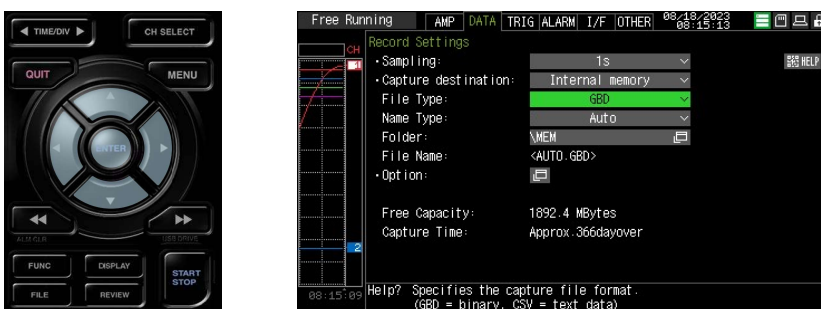 ◀ TIME/DIV ▶
CH SELECT
QUIT
MENU
ENTER
ALM CLR
USB DRIVE
FUNC
DISPLAY
START
STOP
FILE
REVIEW
Free Running
AMP DATA TRIG ALARM I/F OTHER
08/18/2023
08:15:13
CH
Record Settings
•Sampling: 1s
HELP
•Capture destination: Internal memory
File Type: GBD
Name Type: Auto
Folder: \MEM
File Name: <AUTO.GBD>
•Option:
Free Capacity: 1892.4 MBytes
Capture Time: Approx.366dayover
2
08:15:09
Help? Specifies the capture file format.
(GBD = binary, CSV = text data)